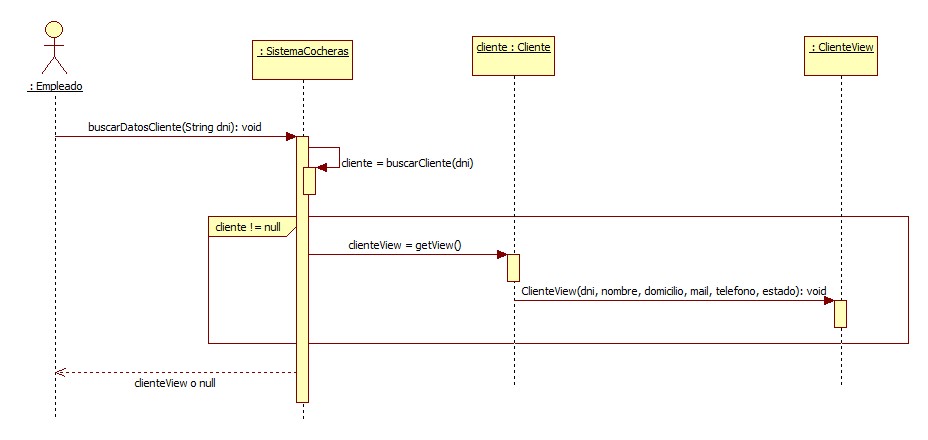 : SistemaCocheras
cliente : Cliente
: ClienteView
: Empleado
buscarDatosCliente(String dni): void
cliente = buscarCliente(dni)
cliente != null
clienteView = getView()
ClienteView(dni, nombre, domicilio, mail, telefono, estado): void
clienteView o null